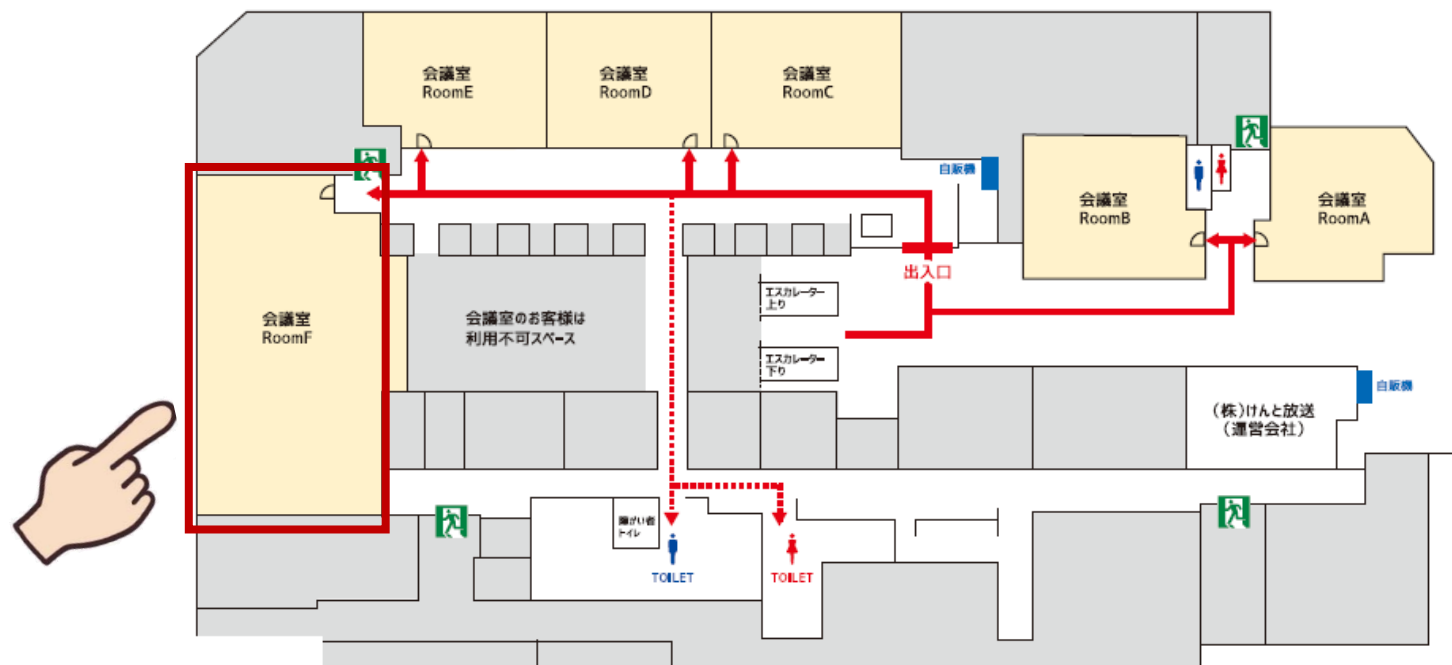 会議室
RoomE
会議室
RoomD
会議室
RoomC
自販機
会議室
RoomB
会議室
RoomA
出入口
エスカレーター
上り
会議室
RoomF
会議室のお客様は
利用不可スペース
エスカレーター
下り
自販機
(株)けんと放送
(運営会社)
障がい者
トイレ
TOILET
TOILET